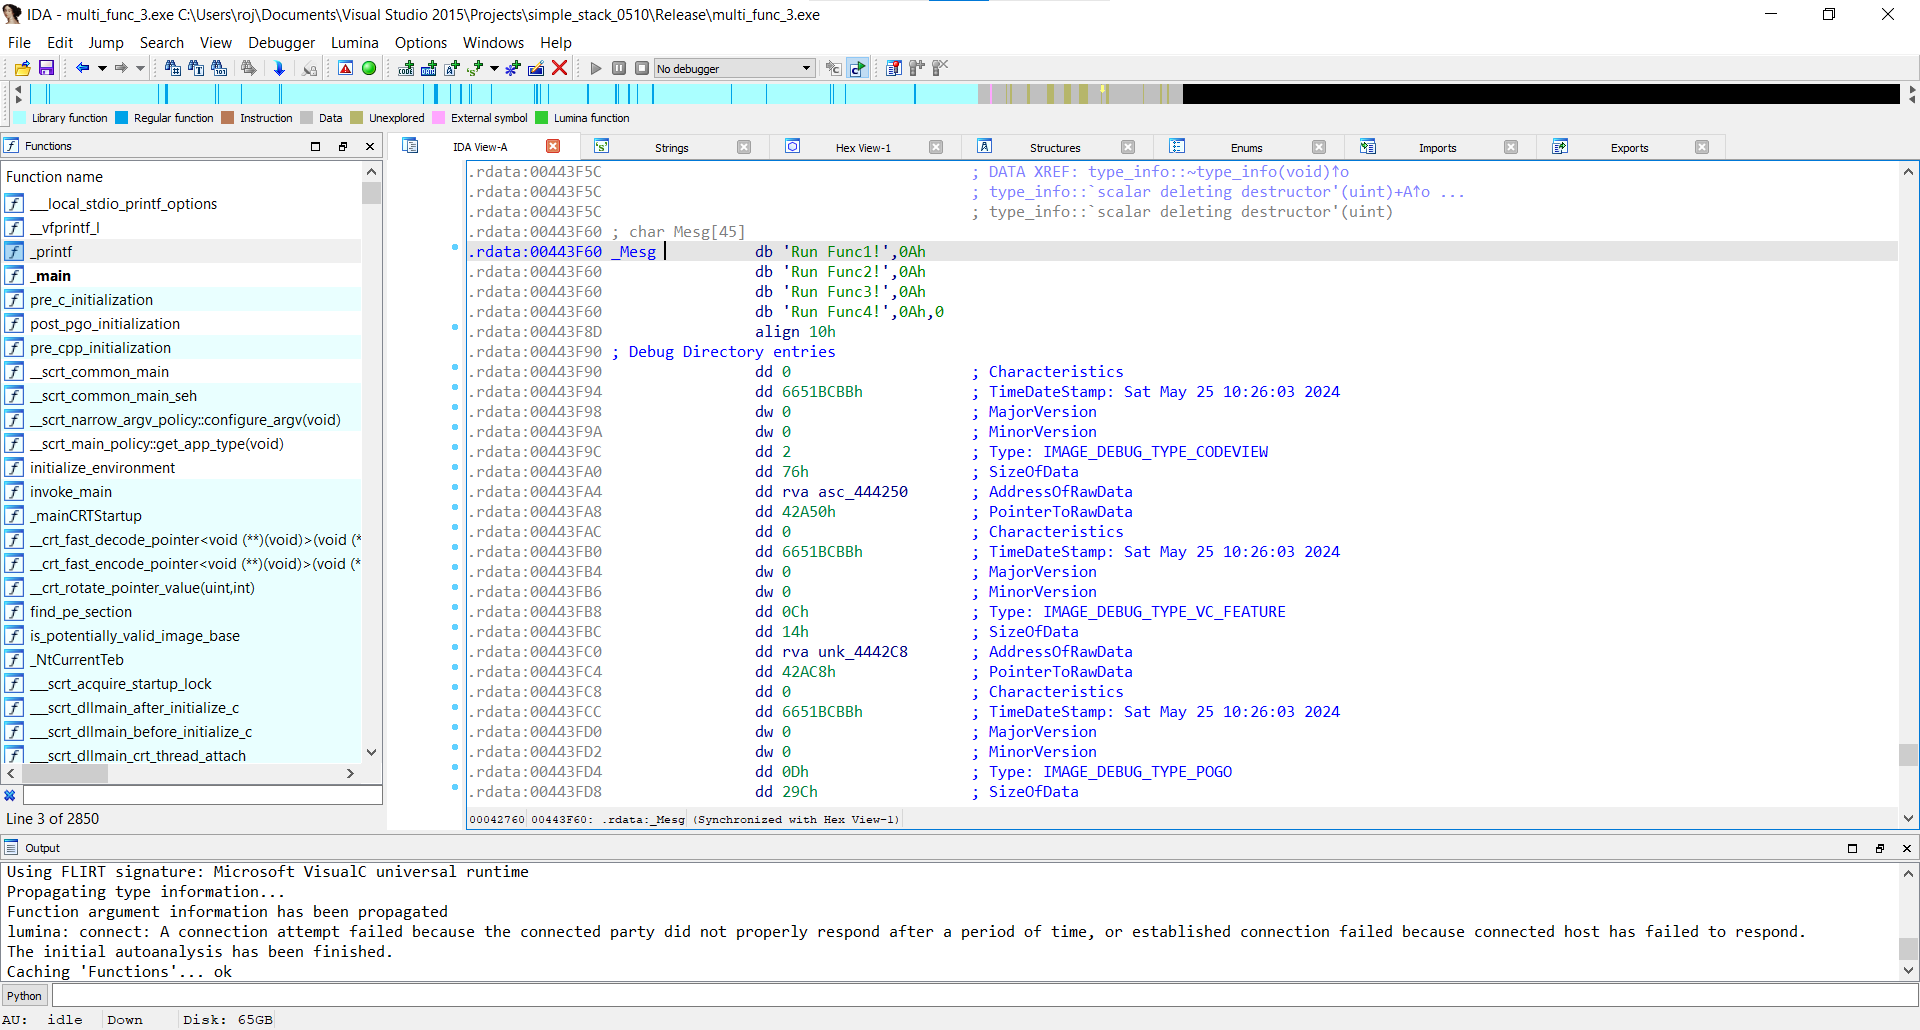 IDA - multi_func_3.exe C:\Users\roj\Documents\Visual Studio 2015\Projects\simple_stack_0510\Release\multi_func_3.exe
File Edit Jump Search View Debugger Lumina Options Windows Help
No debugger
Library function Regular function Instruction Data Unexplored External symbol Lumina function
Functions
Function name
___local_stdio_printf_options
__vfprintf_l
_printf
_main
pre_c_initialization
post_pgo_initialization
pre_cpp_initialization
__scrt_common_main
__scrt_common_main_seh
__scrt_narrow_argv_policy::configure_argv(void)
__scrt_main_policy::get_app_type(void)
initialize_environment
invoke_main
_mainCRTStartup
__crt_fast_decode_pointer<void (**)(void)>(void (*
__crt_fast_encode_pointer<void (**)(void)>(void (*
__crt_rotate_pointer_value(uint,int)
find_pe_section
is_potentially_valid_image_base
_NtCurrentTeb
___scrt_acquire_startup_lock
___scrt_dllmain_after_initialize_c
___scrt_dllmain_before_initialize_c
___scrt_dllmain_crt_thread_attach
Line 3 of 2850
IDA View-A Strings Hex View-1 Structures Enums Imports Exports
.rdata:00443F5C ; DATA XREF: type_info::~type_info(void)↑o
.rdata:00443F5C ; type_info::`scalar deleting destructor'(uint)+A↑o ...
.rdata:00443F5C ; type_info::`scalar deleting destructor'(uint)
.rdata:00443F60 ; char Mesg[45]
.rdata:00443F60 _Mesg db 'Run Func1!',0Ah
.rdata:00443F60 db 'Run Func2!',0Ah
.rdata:00443F60 db 'Run Func3!',0Ah
.rdata:00443F60 db 'Run Func4!',0Ah,0
.rdata:00443F8D align 10h
.rdata:00443F90 ; Debug Directory entries
.rdata:00443F90 dd 0 ; Characteristics
.rdata:00443F94 dd 6651BCBBh ; TimeDateStamp: Sat May 25 10:26:03 2024
.rdata:00443F98 dw 0 ; MajorVersion
.rdata:00443F9A dw 0 ; MinorVersion
.rdata:00443F9C dd 2 ; Type: IMAGE_DEBUG_TYPE_CODEVIEW
.rdata:00443FA0 dd 76h ; SizeOfData
.rdata:00443FA4 dd rva asc_444250 ; AddressOfRawData
.rdata:00443FA8 dd 42A50h ; PointerToRawData
.rdata:00443FAC dd 0 ; Characteristics
.rdata:00443FB0 dd 6651BCBBh ; TimeDateStamp: Sat May 25 10:26:03 2024
.rdata:00443FB4 dw 0 ; MajorVersion
.rdata:00443FB6 dw 0 ; MinorVersion
.rdata:00443FB8 dd 0Ch ; Type: IMAGE_DEBUG_TYPE_VC_FEATURE
.rdata:00443FBC dd 14h ; SizeOfData
.rdata:00443FC0 dd rva unk_4442C8 ; AddressOfRawData
.rdata:00443FC4 dd 42AC8h ; PointerToRawData
.rdata:00443FC8 dd 0 ; Characteristics
.rdata:00443FCC dd 6651BCBBh ; TimeDateStamp: Sat May 25 10:26:03 2024
.rdata:00443FD0 dw 0 ; MajorVersion
.rdata:00443FD2 dw 0 ; MinorVersion
.rdata:00443FD4 dd 0Dh ; Type: IMAGE_DEBUG_TYPE_POGO
.rdata:00443FD8 dd 29Ch ; SizeOfData
00042760 00443F60: .rdata:_Mesg (Synchronized with Hex View-1)
Output
Using FLIRT signature: Microsoft VisualC universal runtime
Propagating type information...
Function argument information has been propagated
lumina: connect: A connection attempt failed because the connected party did not properly respond after a period of time, or established connection failed because connected host has failed to respond.
The initial autoanalysis has been finished.
Caching 'Functions'... ok
Python
AU: idle Down Disk: 65GB